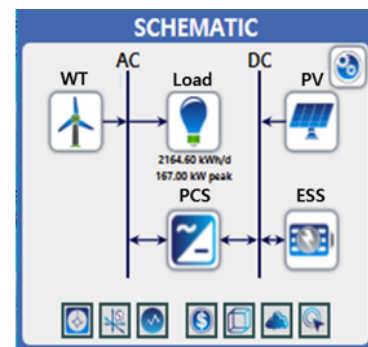 SCHEMATIC
AC DC
WT Load PV
2164.60 kWh/d
167.00 kW peak
PCS ESS